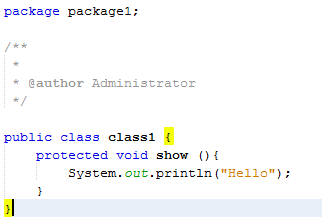 package package1;
/**
 *
 * @author Administrator
 */
public class class1 {
    protected void show (){
        System.out.println("Hello");
    }
}